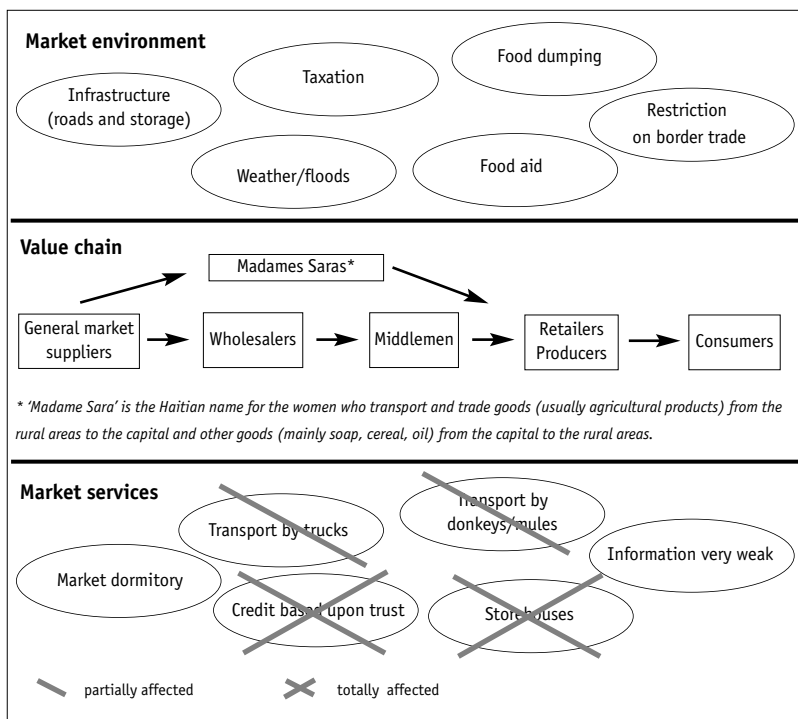 Market environment
Infrastructure
(roads and storage)
Taxation
Food dumping
Restriction
on border trade
Weather/floods
Food aid
Value chain
Madames Saras*
General market
suppliers
Wholesalers
Middlemen
Retailers
Producers
Consumers
* ‘Madame Sara’ is the Haitian name for the women who transport and trade goods (usually agricultural products) from the
rural areas to the capital and other goods (mainly soap, cereal, oil) from the capital to the rural areas.
Market services
Transport by trucks
Transport by
donkeys/mules
Market dormitory
Information very weak
Credit based upon trust
Storehouses
partially affected
totally affected